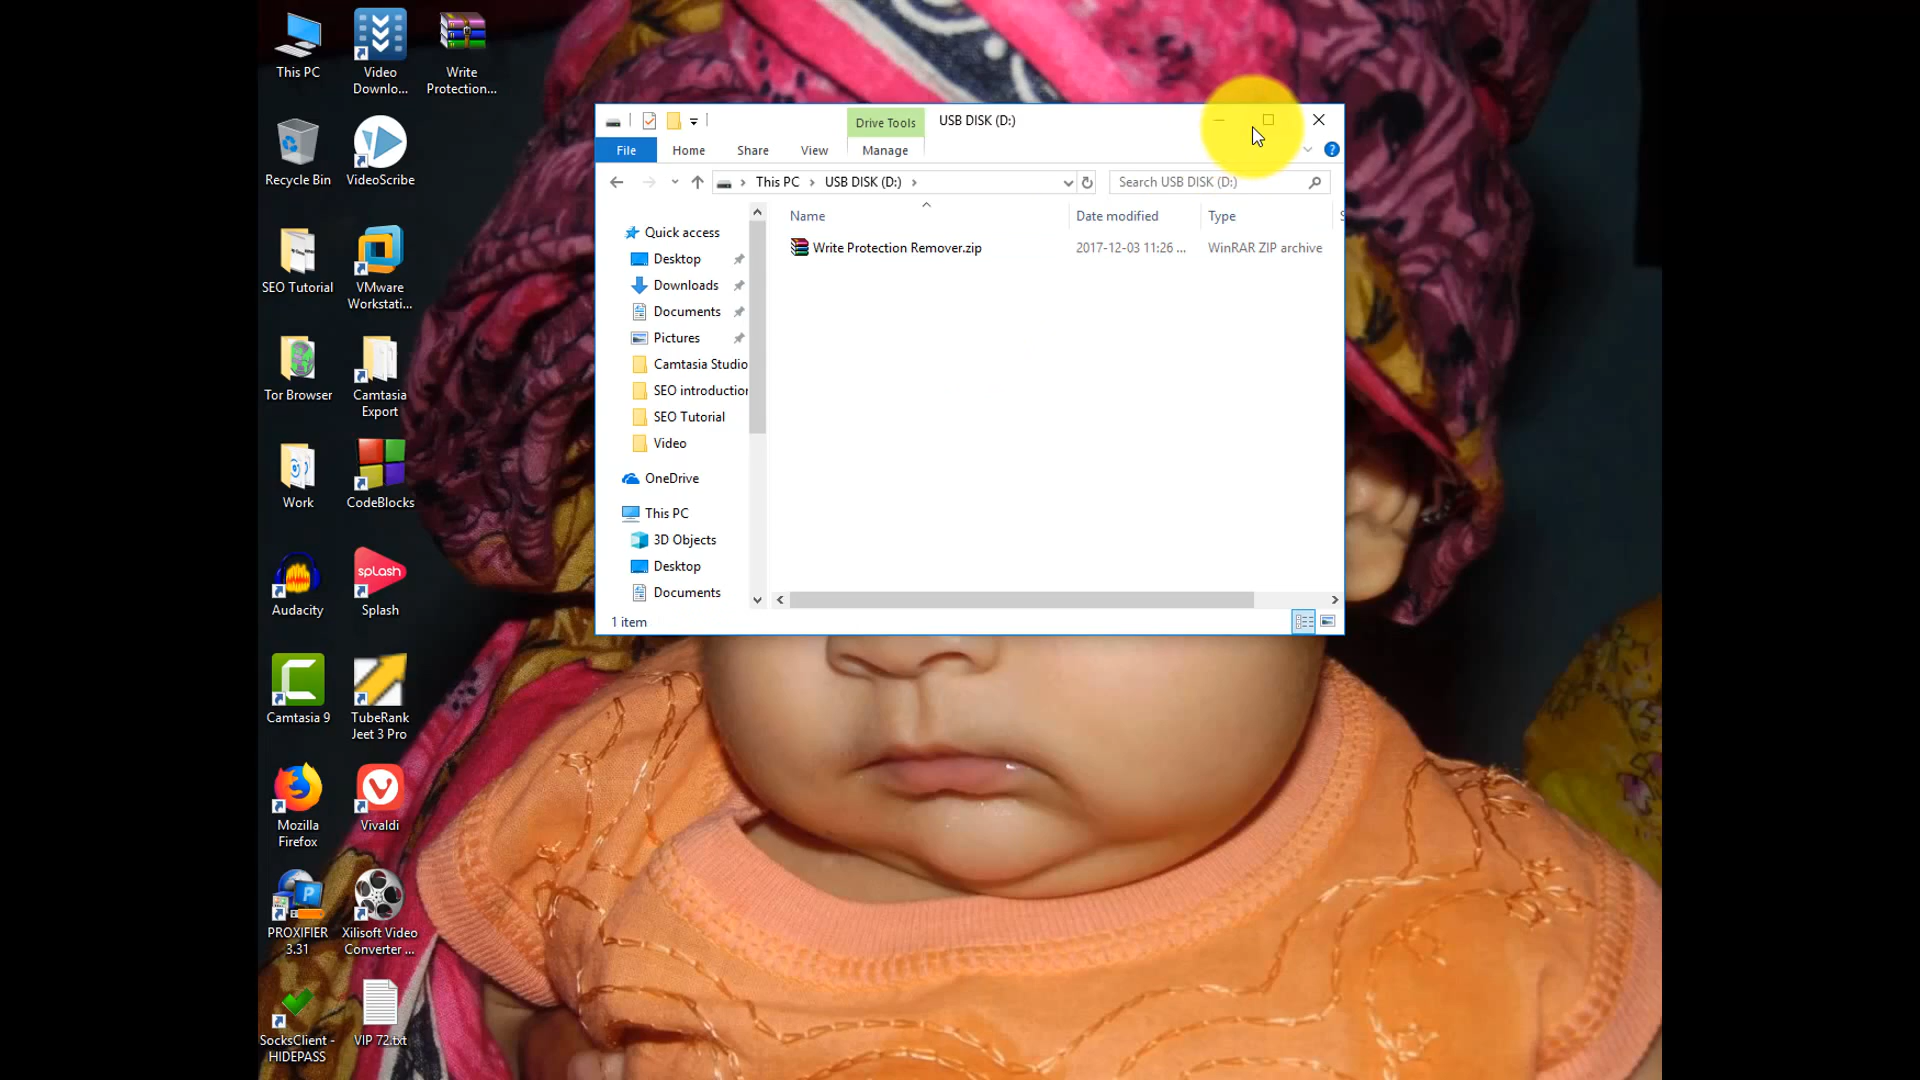 This PC
Video
Downlo...
Write
Protection...
Recycle Bin
VideoScribe
SEO Tutorial
VMware
Workstati...
Tor Browser
Camtasia
Export
Work
CodeBlocks
Audacity
splash
Splash
Camtasia 9
TubeRank
Jeet 3 Pro
Mozilla
Firefox
Vivaldi
PROXIFIER
3.31
Xilisoft Video
Converter ...
SocksClient -
HIDEPASS
VIP 72.txt
Drive Tools
USB DISK (D:)
File
Home
Share
View
Manage
This PC
USB DISK (D:)
Search USB DISK (D:)
Name
Date modified
Type
Write Protection Remover.zip
2017-12-03 11:26 ...
WinRAR ZIP archive
Quick access
Desktop
Downloads
Documents
Pictures
Camtasia Studio
SEO introduction
SEO Tutorial
Video
OneDrive
This PC
3D Objects
Desktop
Documents
1 item